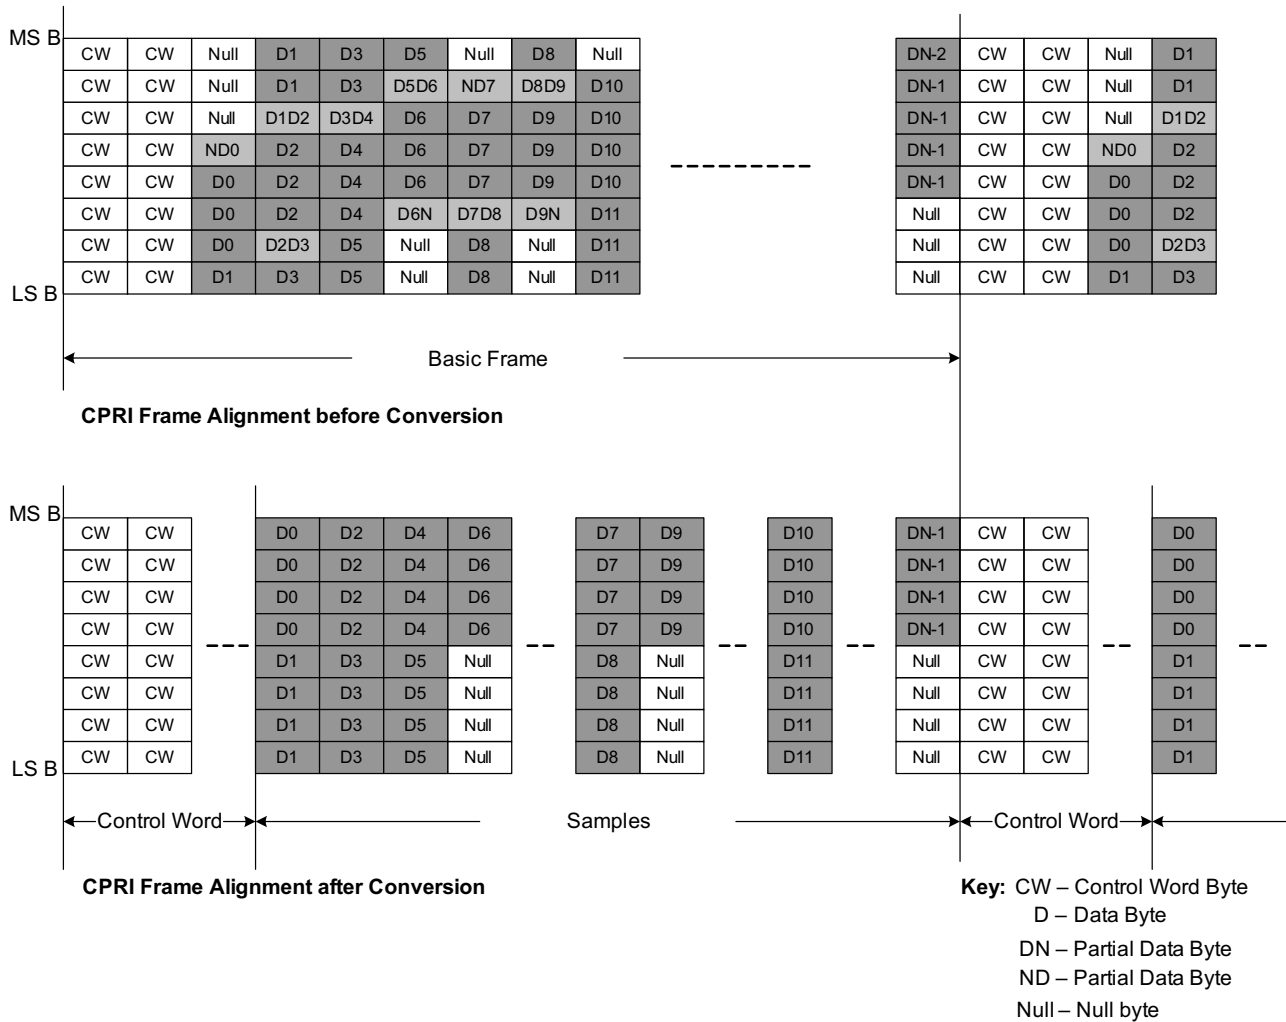 MS B
CW CW Null D1 D3 D5 Null D8 Null DN-2 CW CW Null D1
CW CW Null D1 D3 D5D6 ND7 D8D9 D10 DN-1 CW CW Null D1
CW CW Null D1D2 D3D4 D6 D7 D9 D10 DN-1 CW CW Null D1D2
CW CW ND0 D2 D4 D6 D7 D9 D10 DN-1 CW CW ND0 D2
CW CW D0 D2 D4 D6 D7 D9 D10 DN-1 CW CW D0 D2
CW CW D0 D2 D4 D6N D7D8 D9N D11 Null CW CW D0 D2
CW CW D0 D2D3 D5 Null D8 Null D11 Null CW CW D0 D2D3
CW CW D1 D3 D5 Null D8 Null D11 Null CW CW D1 D3
LS B
Basic Frame
CPRI Frame Alignment before Conversion
MS B
CW CW D0 D2 D4 D6 D7 D9 D10 DN-1 CW CW D0
CW CW D0 D2 D4 D6 D7 D9 D10 DN-1 CW CW D0
CW CW D0 D2 D4 D6 D7 D9 D10 DN-1 CW CW D0
CW CW D0 D2 D4 D6 D7 D9 D10 DN-1 CW CW D0
CW CW D1 D3 D5 Null D8 Null D11 Null CW CW D1
CW CW D1 D3 D5 Null D8 Null D11 Null CW CW D1
CW CW D1 D3 D5 Null D8 Null D11 Null CW CW D1
CW CW D1 D3 D5 Null D8 Null D11 Null CW CW D1
LS B
Control Word Samples Control Word
CPRI Frame Alignment after Conversion
Key: CW – Control Word Byte
D – Data Byte
DN – Partial Data Byte
ND – Partial Data Byte
Null – Null byte